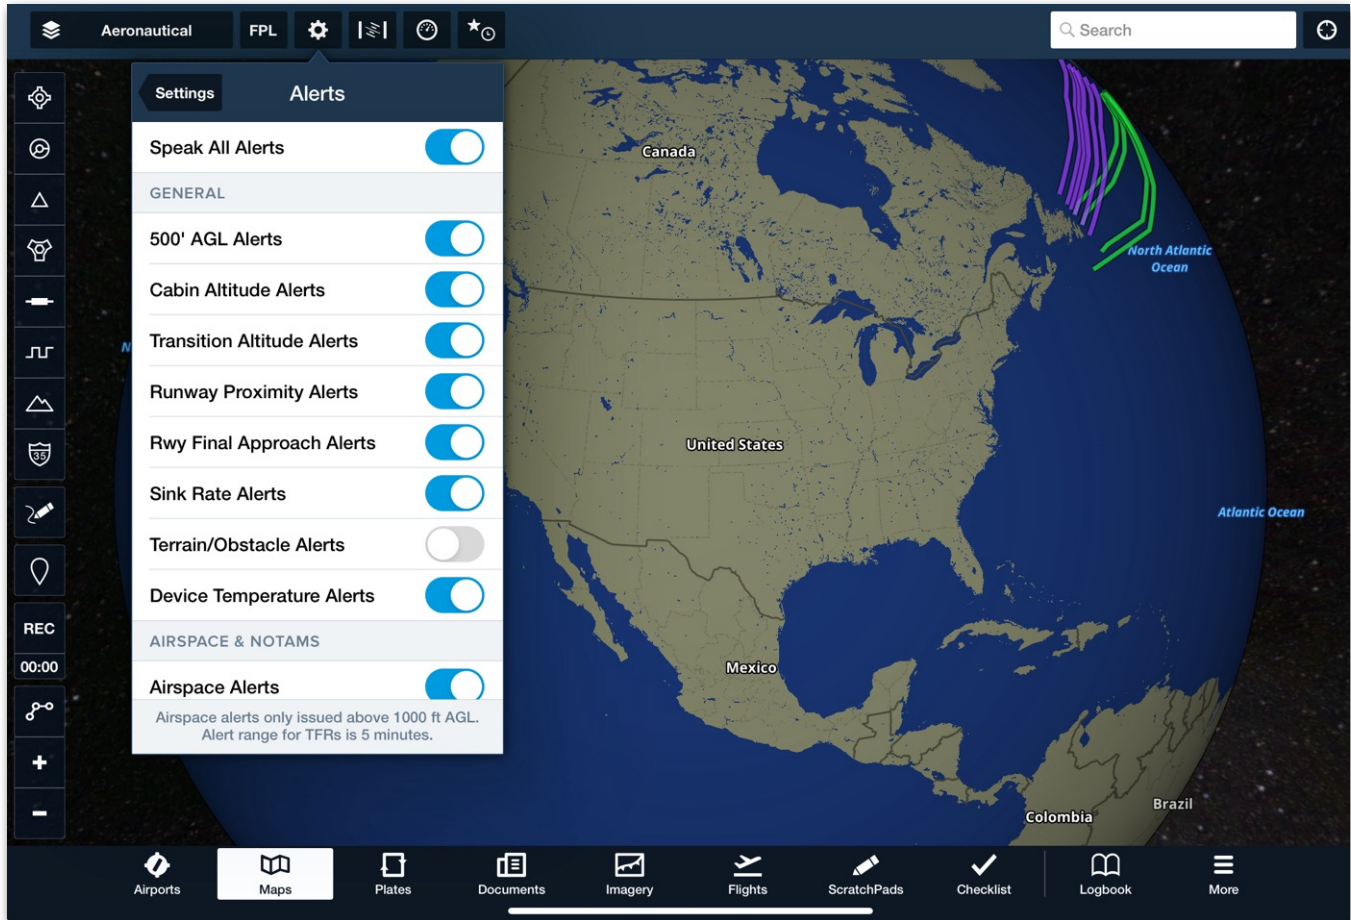 Aeronautical
FPL
Search
Settings
Alerts
Speak All Alerts
GENERAL
500' AGL Alerts
Cabin Altitude Alerts
Transition Altitude Alerts
Runway Proximity Alerts
Rwy Final Approach Alerts
Sink Rate Alerts
Terrain/Obstacle Alerts
Device Temperature Alerts
AIRSPACE & NOTAMS
Airspace Alerts
Airspace alerts only issued above 1000 ft AGL.
Alert range for TFRs is 5 minutes.
35
REC
00:00
N
Canada
North Atlantic
Ocean
United States
Atlantic Ocean
Mexico
Colombia
Brazil
Airports
Maps
Plates
Documents
Imagery
Flights
ScratchPads
Checklist
Logbook
More